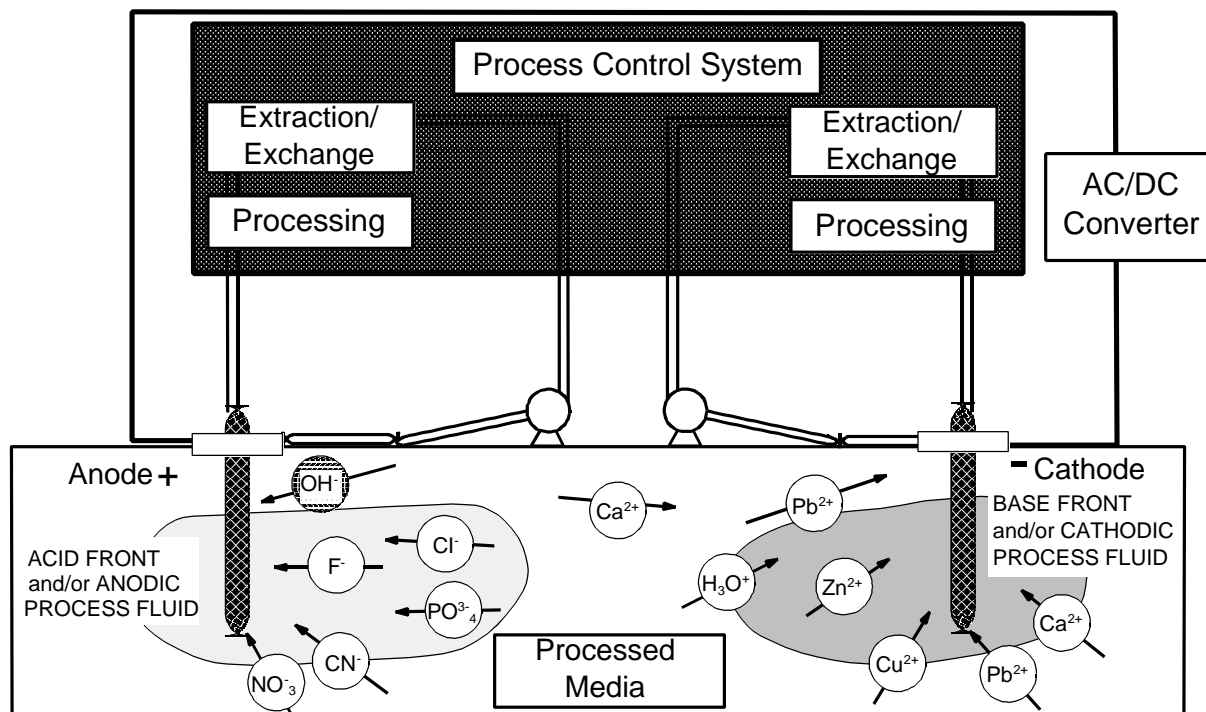 Process Control System
Extraction/
Exchange
Processing
Extraction/
Exchange
Processing
AC/DC
Converter
Anode +
- Cathode
OH-
Ca2+
Pb2+
BASE FRONT
and/or CATHODIC
PROCESS FLUID
ACID FRONT
and/or ANODIC
PROCESS FLUID
Cl-
F-
PO3-4
H3O+
Zn2+
Ca2+
Cu2+
Pb2+
CN-
NO-3
Processed
Media